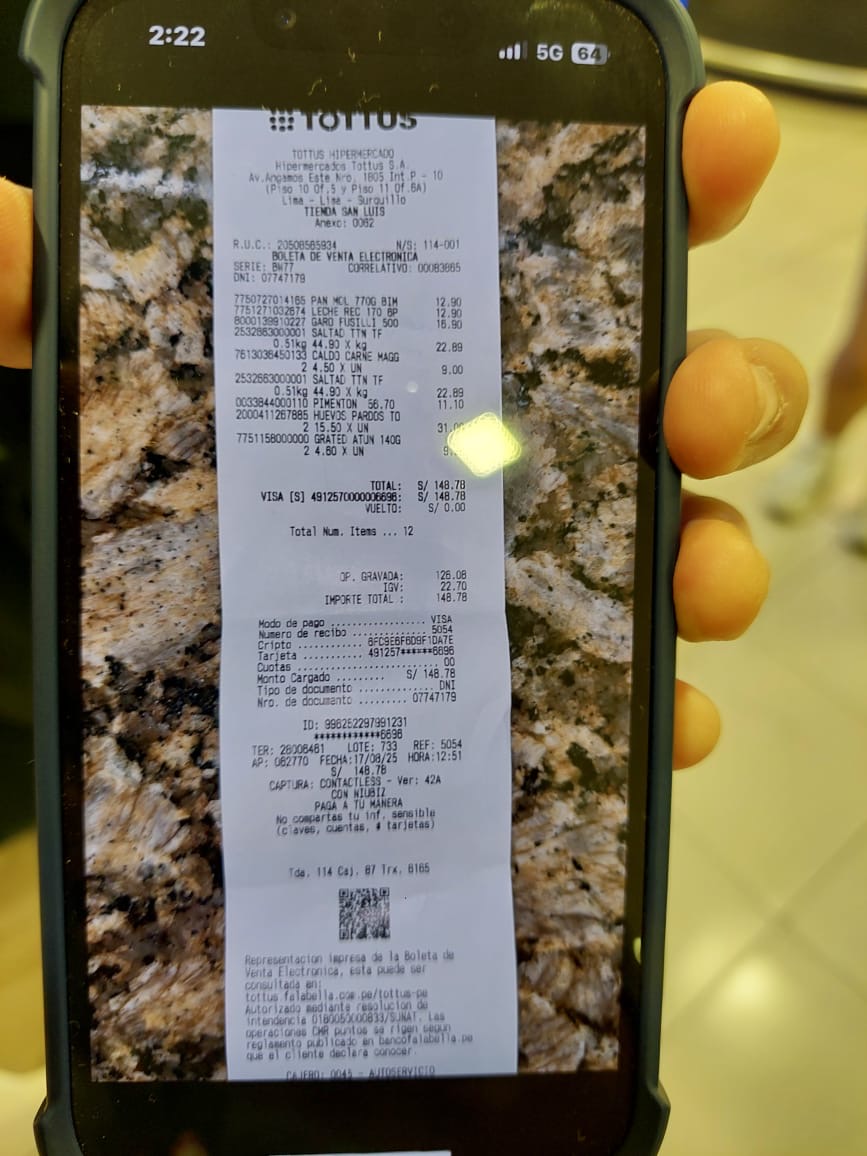 2:22
5G 64
TOTTUS
TOTTUS HIPERMERCADO
Hipermercados Tottus S.A.
Av.Angamos Este Nro. 1805 Int.P - 10
(Piso 10 Of.5 y Piso 11 Of.6A)
Lima - Lima - Surquillo
TIENDA SAN LUIS
Anexo: 0062
R.U.C.: 20508565934 N/S: 114-001
BOLETA DE VENTA ELECTRONICA
SERIE: BW77 CORRELATIVO: 00083865
DNI: 07747179
7750727014165 PAN MOL 770G BIM 12.90
7751271032674 LECHE REC 170 6P 12.90
8000139910227 GARO FUSILLI 500 16.90
2532663000001 SALTAD TTN TF
0.51kg 44.90 X kg 22.89
7613036450133 CALDO CARNE MAGG
2 4.50 X UN 9.00
2532663000001 SALTAD TTN TF
0.51kg 44.90 X kg 22.89
0033844000110 PIMENTON 56.70 11.10
2000411267885 HUEVOS PARDOS TO
2 15.50 X UN 31.00
7751158000000 GRATED ATUN 140G
2 4.60 X UN
TOTAL: S/ 148.78
VISA [S] 4912570000006696: S/ 148.78
VUELTO: S/ 0.00
Total Num. Items ... 12
OP. GRAVADA: 126.08
IGV: 22.70
IMPORTE TOTAL : 148.78
Modo de pago ................. VISA
Numero de recibo .............. 5054
Cripto ........... 8FC9E6F6D9F1DA7E
Tarjeta .......... 491257******6696
Cuotas ......................... 00
Monto Cargado ......... S/ 148.78
Tipo de documento ............. DNI
Nro. de documento ......... 07747179
ID: 998252297991231
************6696
TER: 28006461 LOTE: 733 REF: 5054
AP: 082770 FECHA:17/08/25 HORA:12:51
S/ 148.78
CAPTURA: CONTACTLESS - Ver: 42A
CON NIUBIZ
PAGA A TU MANERA
No compartas tu inf. sensible
(claves, cuentas, # tarjetas)
Tda. 114 Caj. 67 Trx. 6165
Representacion impresa de la Boleta de
Venta Electronica, esta puede ser
consultada en:
tottus.falabella.com.pe/tottus-pe
Autorizado mediante resolucion de
intendencia 0180050000833/SUNAT. Las
operaciones CMR puntos se rigen según
reglamento publicado en bancofalabella.pe
que el cliente declara conocer.
CAJERO: 0045 - AUTOSERVICIO